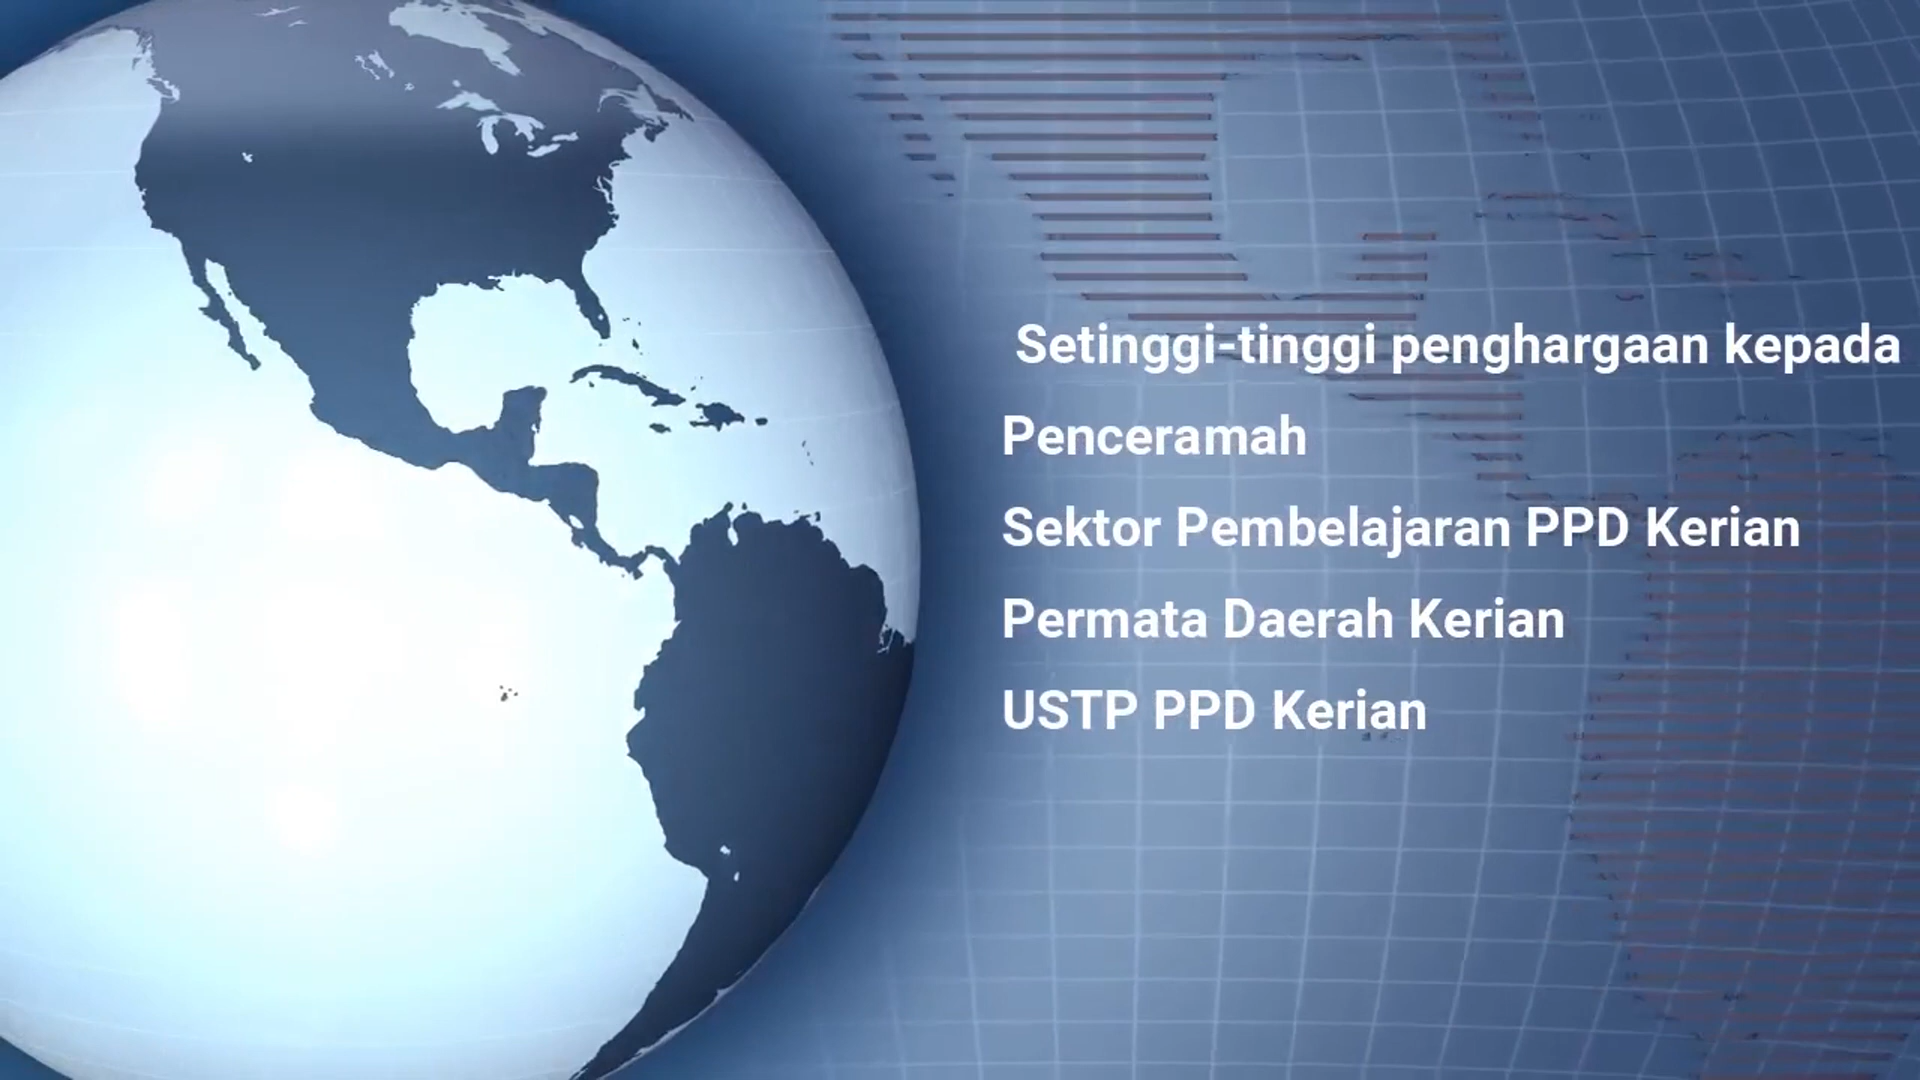 Setinggi-tinggi penghargaan kepada
Penceramah
Sektor Pembelajaran PPD Kerian
Permata Daerah Kerian
USTP PPD Kerian